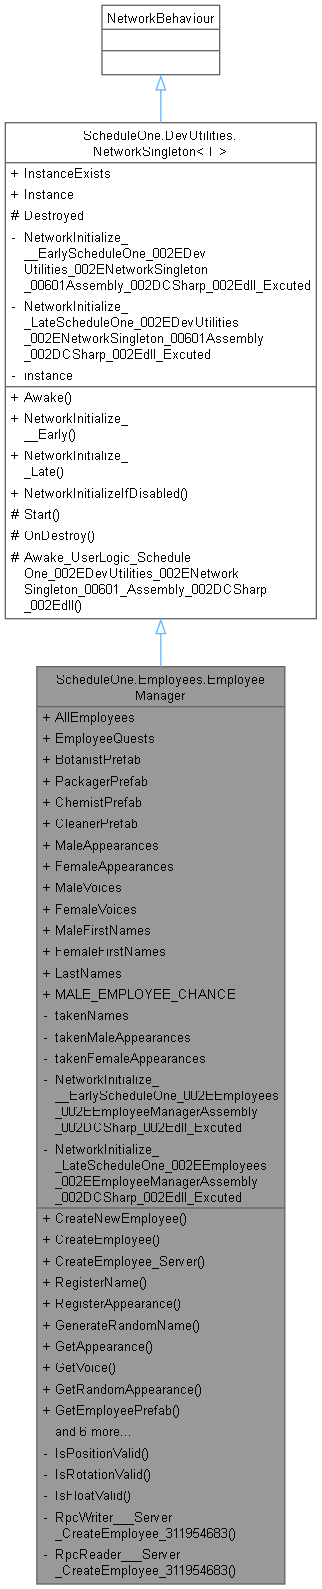 NetworkBehaviour
ScheduleOne.DevUtilities.
NetworkSingleton< T >
+ InstanceExists
+ Instance
# Destroyed
- NetworkInitialize_
__EarlyScheduleOne_002EDev
Utilities_002ENetworkSingleton
_00601Assembly_002DCSharp_002Edll_Excuted
- NetworkInitialize_
_LateScheduleOne_002EDevUtilities
_002ENetworkSingleton_00601Assembly
_002DCSharp_002Edll_Excuted
- instance
+ Awake()
+ NetworkInitialize_
__Early()
+ NetworkInitialize_
_Late()
+ NetworkInitializeIfDisabled()
# Start()
# OnDestroy()
# Awake_UserLogic_Schedule
One_002EDevUtilities_002ENetwork
Singleton_00601_Assembly_002DCSharp
_002Edll()
ScheduleOne.Employees.Employee
Manager
+ AllEmployees
+ EmployeeQuests
+ BotanistPrefab
+ PackagerPrefab
+ ChemistPrefab
+ CleanerPrefab
+ MaleAppearances
+ FemaleAppearances
+ MaleVoices
+ FemaleVoices
+ MaleFirstNames
+ FemaleFirstNames
+ LastNames
+ MALE_EMPLOYEE_CHANCE
- takenNames
- takenMaleAppearances
- takenFemaleAppearances
- NetworkInitialize_
__EarlyScheduleOne_002EEmployees
_002EEmployeeManagerAssembly
_002DCSharp_002Edll_Excuted
- NetworkInitialize_
_LateScheduleOne_002EEmployees
_002EEmployeeManagerAssembly
_002DCSharp_002Edll_Excuted
+ CreateNewEmployee()
+ CreateEmployee()
+ CreateEmployee_Server()
+ RegisterName()
+ RegisterAppearance()
+ GenerateRandomName()
+ GetAppearance()
+ GetVoice()
+ GetRandomAppearance()
+ GetEmployeePrefab()
and 6 more...
- IsPositionValid()
- IsRotationValid()
- IsFloatValid()
- RpcWriter___Server
_CreateEmployee_311954683()
- RpcReader___Server
_CreateEmployee_311954683()